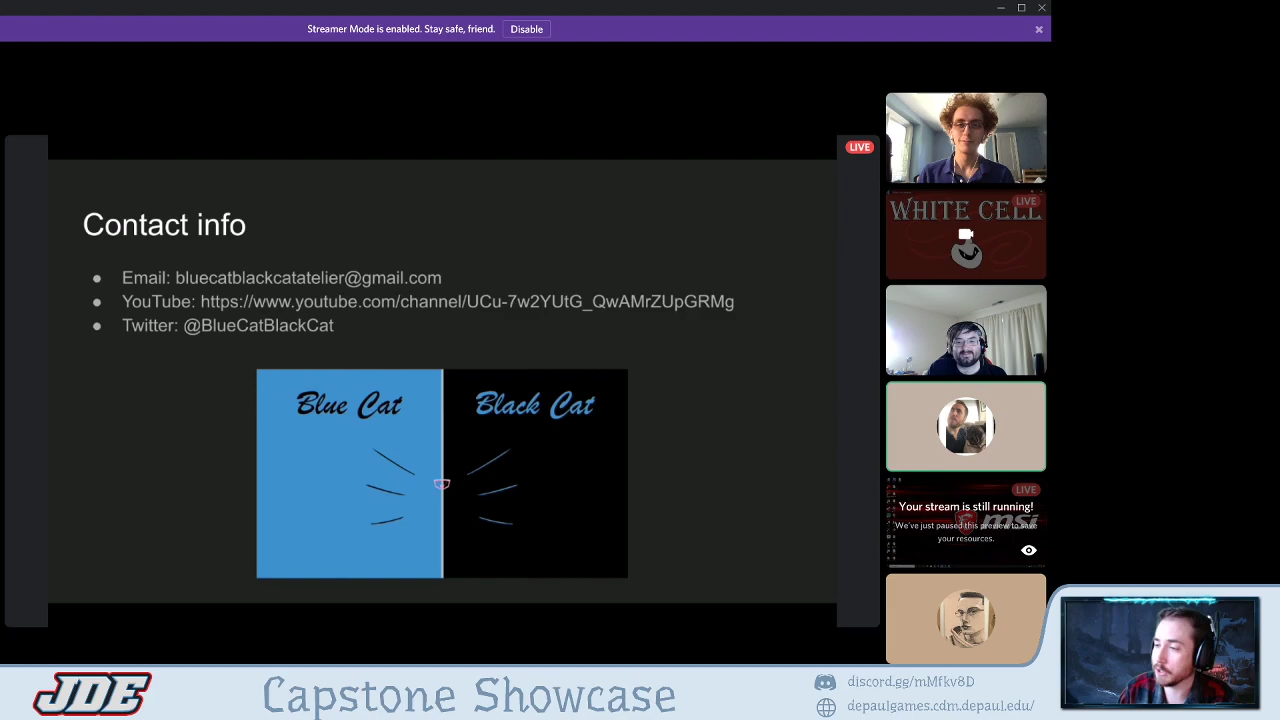 Streamer Mode is enabled. Stay safe, friend. Disable
LIVE
Contact info
Email: bluecatblackcatatelier@gmail.com
YouTube: https://www.youtube.com/channel/UCu-7w2YUtG_QwAMrZUpGRMg
Twitter: @BlueCatBlackCat
Blue Cat Black Cat
LIVE
WHITE CELL
LIVE
Your stream is still running!
We've just paused this preview to save
your resources.
msi
JDE
Capstone Showcase
discord.gg/mMfkv8D
depaulgames.cdm.depaul.edu/